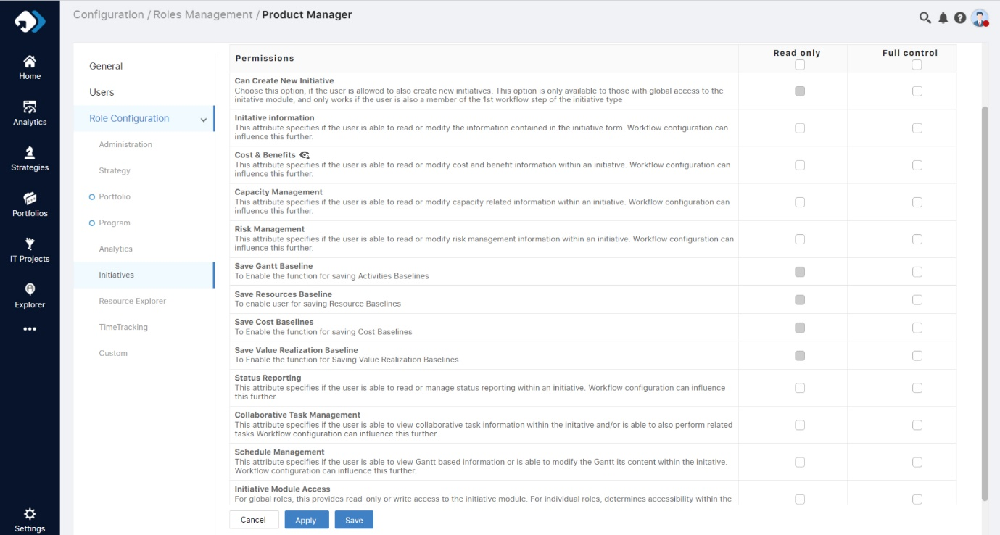 Configuration / Roles Management / Product Manager
Home
Analytics
Strategies
Portfolios
IT Projects
Explorer
Settings
General
Users
Role Configuration
Administration
Strategy
Portfolio
Program
Analytics
Initiatives
Resource Explorer
TimeTracking
Custom
Permissions Read only Full control
Can Create New Initiative
Choose this option, if the user is allowed to also create new initiatives. This option is only available to those with global access to the
initative module, and only works if the user is also a member of the 1st workflow step of the initiative type
Initative information
This attribute specifies if the user is able to read or modify the information contained in the initiative form. Workflow configuration can
influence this further.
Cost & Benefits
This attribute specifies if the user is able to read or modify cost and benefit information within an initiative. Workflow configuration can
influence this further.
Capacity Management
This attribute specifies if the user is able to read or modify capacity related information within an initiative. Workflow configuration can
influence this further.
Risk Management
This attribute specifies if the user is able to read or modify risk management information within an initiative. Workflow configuration can
influence this further.
Save Gantt Baseline
To Enable the function for saving Activities Baselines
Save Resources Baseline
To enable user for saving Resource Baselines
Save Cost Baselines
To Enable the function for saving Cost Baselines
Save Value Realization Baseline
To Enable the function for Saving Value Realization Baselines
Status Reporting
This attribute specifies if the user is able to read or manage status reporting within an initiative. Workflow configuration can influence
this further.
Collaborative Task Management
This attribute specifies if the user is able to view collaborative task information within the initative and/or is able to also perform related
tasks Workflow configuration can influence this further.
Schedule Management
This attribute specifies if the user is able to view Gantt based information or is able to modify the Gantt its content within the initative.
Workflow configuration can influence this further.
Initiative Module Access
For global roles, this provides read-only or write access to the initiative module. For individual roles, determines accessibility within the
Cancel Apply Save